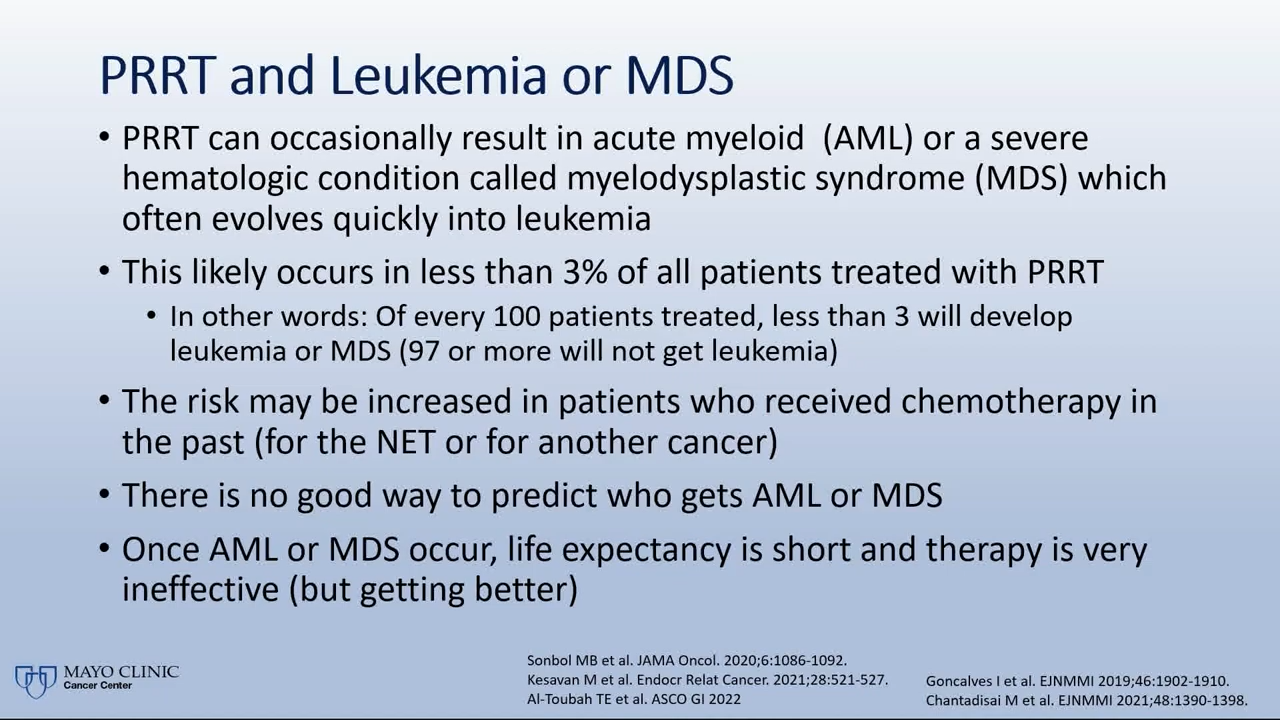 PRRT and Leukemia or MDS
• PRRT can occasionally result in acute myeloid  (AML) or a severe
hematologic condition called myelodysplastic syndrome (MDS) which
often evolves quickly into leukemia
• This likely occurs in less than 3% of all patients treated with PRRT
• In other words: Of every 100 patients treated, less than 3 will develop
leukemia or MDS (97 or more will not get leukemia)
• The risk may be increased in patients who received chemotherapy in
the past (for the NET or for another cancer)
• There is no good way to predict who gets AML or MDS
• Once AML or MDS occur, life expectancy is short and therapy is very
ineffective (but getting better)
MAYO CLINIC
Cancer Center
Sonbol MB et al. JAMA Oncol. 2020;6:1086-1092.
Kesavan M et al. Endocr Relat Cancer. 2021;28:521-527.
Al-Toubah TE et al. ASCO GI 2022
Goncalves I et al. EJNMMI 2019;46:1902-1910.
Chantadisai M et al. EJNMMI 2021;48:1390-1398.